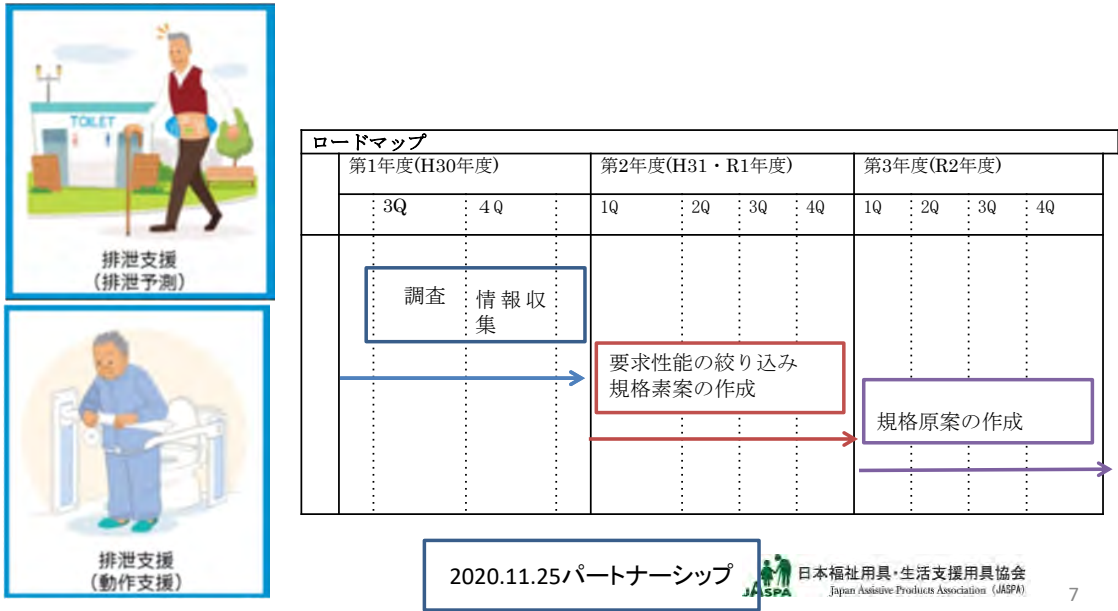 TOILET
排泄支援
(排泄予測)
排泄支援
(動作支援)
ロードマップ
第1年度(H30年度) 第2年度(H31・R1年度) 第3年度(R2年度)
3Q 4Q 1Q 2Q 3Q 4Q 1Q 2Q 3Q 4Q
調査 情報収
集
要求性能の絞り込み
規格素案の作成
規格原案の作成
2020.11.25パートナーシップ
JASPA
日本福祉用具・生活支援用具協会
Japan Assistive Products Association (JASPA)
7